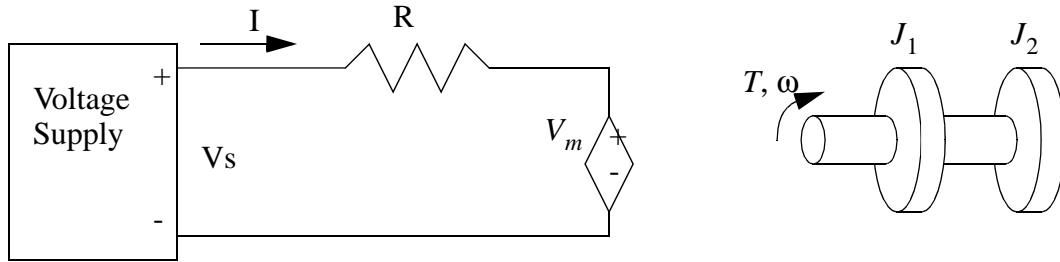 I
R
+
Voltage
Supply
Vs
-
V_m
+
-
J_1
J_2
T, ω